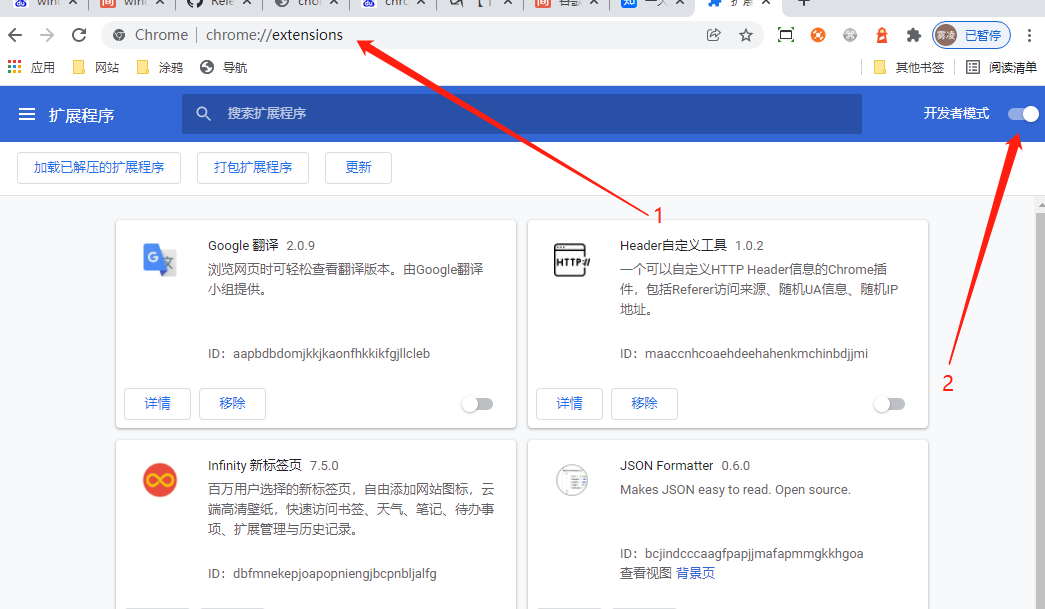 Chrome | chrome://extensions
雾凌 已暂停
应用 网站 涂鸦 导航 其他书签 阅读清单
扩展程序 搜索扩展程序 开发者模式
加载已解压的扩展程序 打包扩展程序 更新
1
2
Google 翻译 2.0.9
浏览网页时可轻松查看翻译版本。由Google翻译
小组提供。
ID：aapbdbdomjkkjkaonfhkkikfgjllcleb
详情 移除
Header自定义工具 1.0.2
一个可以自定义HTTP Header信息的Chrome插
件，包括Referer访问来源、随机UA信息、随机IP
地址。
ID：maaccnhcoaehdeehahenkmchinbdjjmi
详情 移除
HTTP://
Infinity 新标签页 7.5.0
百万用户选择的新标签页，自由添加网站图标，云
端高清壁纸，快速访问书签、天气、笔记、待办事
项、扩展管理与历史记录。
ID：dbfmnekepjoapopniengjbcpnbljalfg
JSON Formatter 0.6.0
Makes JSON easy to read. Open source.
ID：bcjindcccaagfpapjjmafapmmgkkhgoa
查看视图 背景页